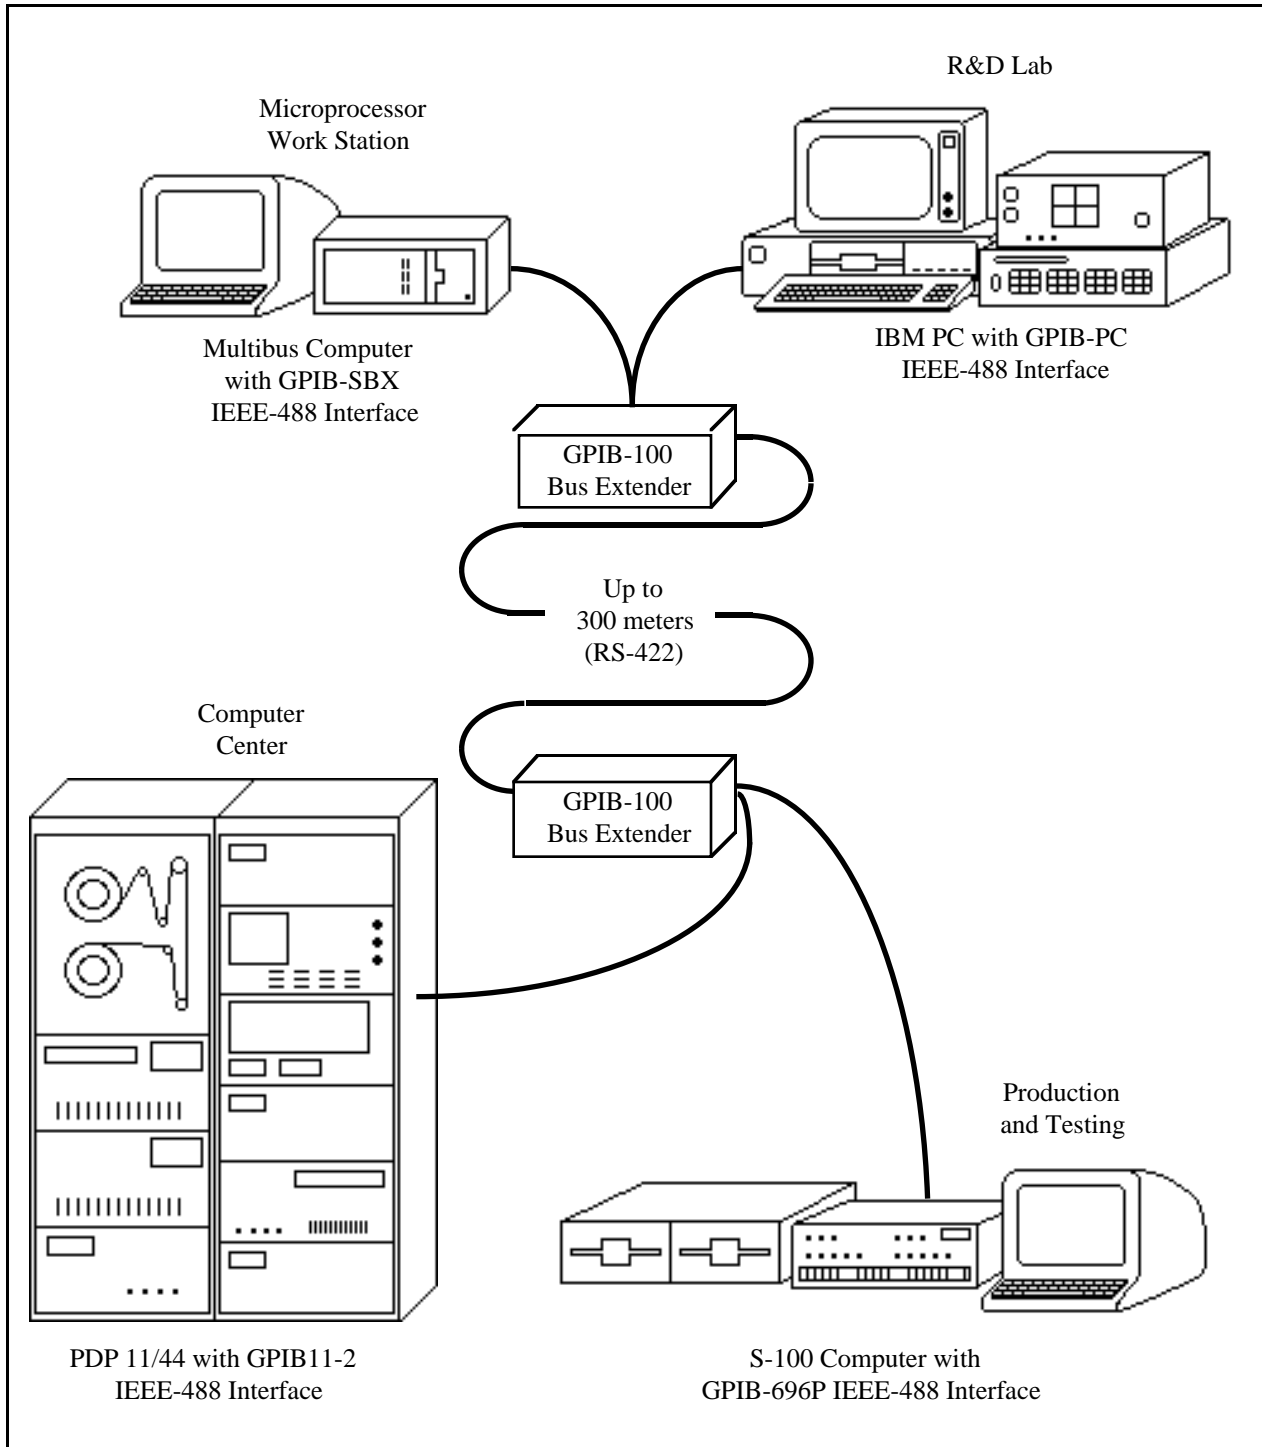 R&D Lab
Microprocessor
Work Station
IBM PC with GPIB-PC
IEEE-488 Interface
Multibus Computer
with GPIB-SBX
IEEE-488 Interface
GPIB-100
Bus Extender
Up to
300 meters
(RS-422)
Computer
Center
GPIB-100
Bus Extender
Production
and Testing
PDP 11/44 with GPIB11-2
IEEE-488 Interface
S-100 Computer with
GPIB-696P IEEE-488 Interface